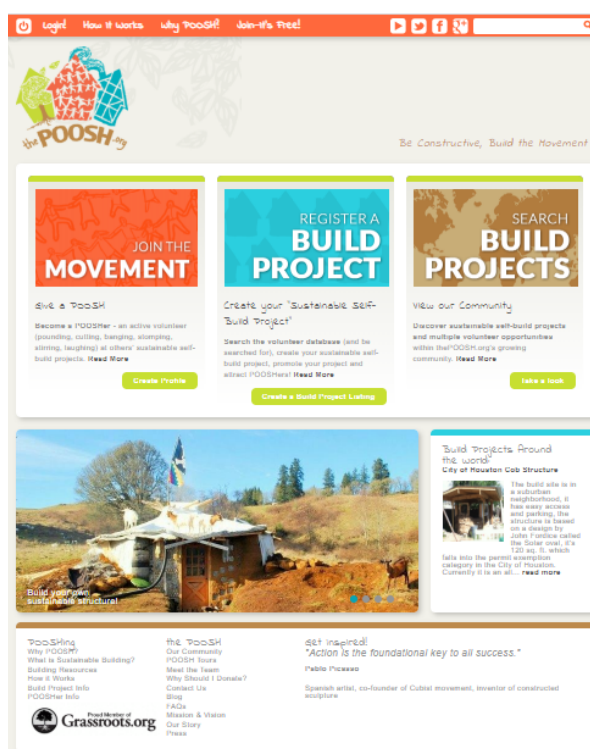 Login! How It Works Why POOSH? Join-It's Free!
the POOSH.org
Be Constructive, Build the Movement
JOIN THE
MOVEMENT
Give a POOSH
Become a POOSHer - an active volunteer
(pounding, cutting, banging, stomping,
stirring, laughing) at others' sustainable self-
build projects. Read More
Create Profile
REGISTER A
BUILD
PROJECT
Create your "Sustainable Self-
Build Project"
Search the volunteer database (and be
searched for), create your sustainable self-
build project, promote your project and
attract POOSHers! Read More
Create a Build Project Listing
SEARCH
BUILD
PROJECTS
View our Community
Discover sustainable self-build projects
and multiple volunteer opportunities
within thePOOSH.org's growing
community. Read More
take a look
Build your own
sustainable structure!
Build Projects Around
the world!
City of Houston Cob Structure
The build site is in
a suburban
neighborhood, it
has easy access
and parking, the
structure is based
on a design by
John Fordice called
the Solar oval, it's
120 sq. ft. which
falls into the permit exemption
category in the City of Houston.
Currently it is an all... read more
POOSHing
Why POOSH?
What is Sustainable Building?
Building Resources
How it Works
Build Project Info
POOSHer Info
Proud Member of
Grassroots.org
the POOSH
Our Community
POOSH Tours
Meet the Team
Why Should I Donate?
Contact Us
Blog
FAQs
Mission & Vision
Our Story
Press
Get inspired!
"Action is the foundational key to all success."
Pablo Picasso
Spanish artist, co-founder of Cubist movement, inventor of constructed
sculpture